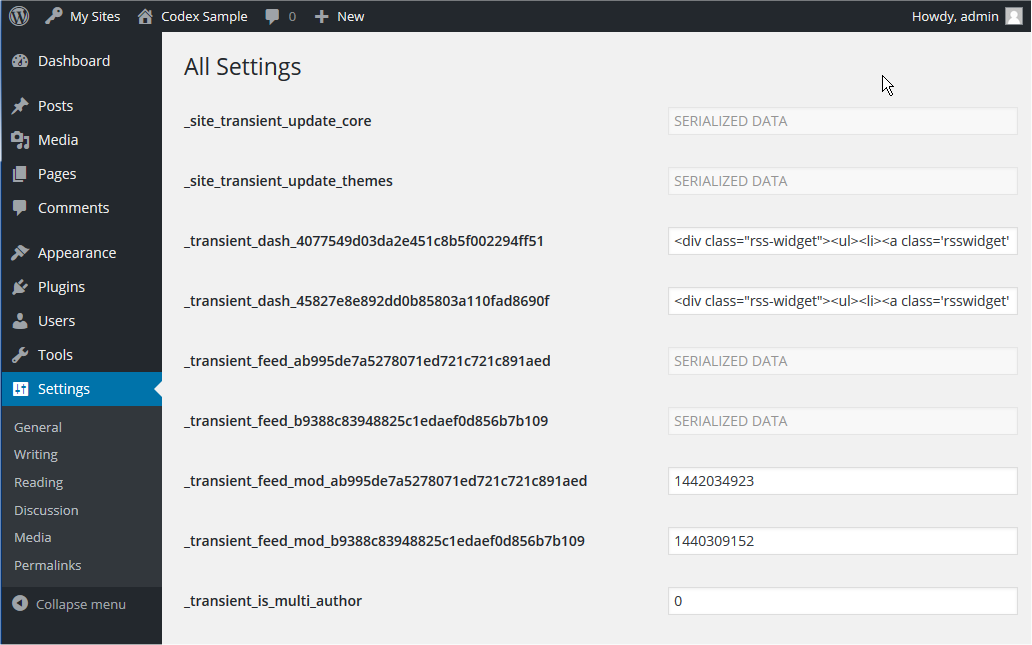 My Sites Codex Sample 0 New Howdy, admin
Dashboard
Posts
Media
Pages
Comments
Appearance
Plugins
Users
Tools
Settings
General
Writing
Reading
Discussion
Media
Permalinks
Collapse menu
All Settings
_site_transient_update_core SERIALIZED DATA
_site_transient_update_themes SERIALIZED DATA
_transient_dash_4077549d03da2e451c8b5f002294ff51 <div class="rss-widget"><ul><li><a class='rsswidget'
_transient_dash_45827e8e892dd0b85803a110fad8690f <div class="rss-widget"><ul><li><a class='rsswidget'
_transient_feed_ab995de7a5278071ed721c721c891aed SERIALIZED DATA
_transient_feed_b9388c83948825c1edaef0d856b7b109 SERIALIZED DATA
_transient_feed_mod_ab995de7a5278071ed721c721c891aed 1442034923
_transient_feed_mod_b9388c83948825c1edaef0d856b7b109 1440309152
_transient_is_multi_author 0